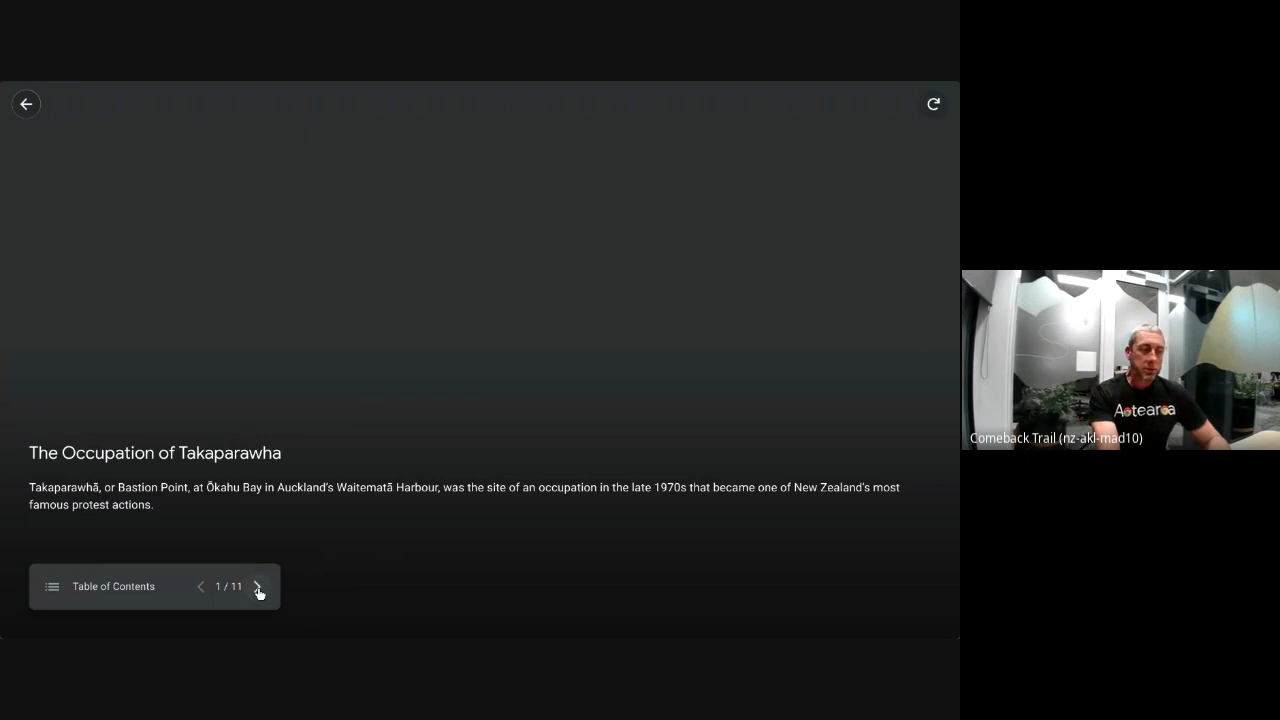 The Occupation of Takaparawha
Takaparawhā, or Bastion Point, at Ōkahu Bay in Auckland's Waitematā Harbour, was the site of an occupation in the late 1970s that became one of New Zealand's most
famous protest actions.
Table of Contents
1 / 11
Aotearoa
Comeback Trail (nz-akl-mad10)